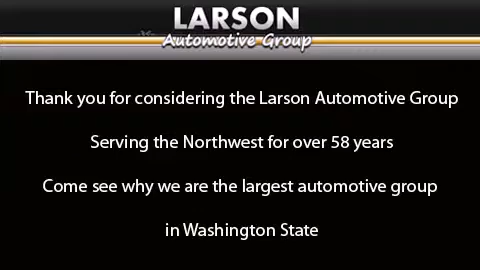 LARSON
Automotive Group
Thank you for considering the Larson Automotive Group
Serving the Northwest for over 58 years
Come see why we are the largest automotive group
in Washington State